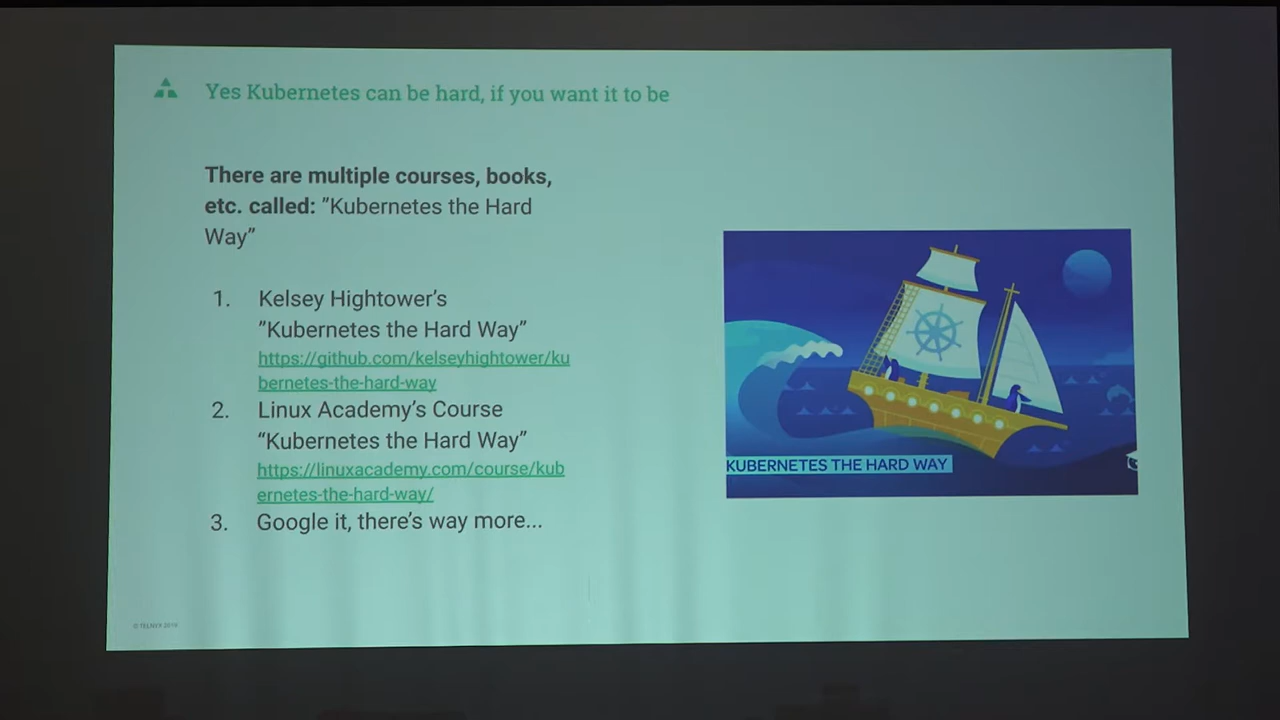 Yes Kubernetes can be hard, if you want it to be
There are multiple courses, books,
etc. called: ”Kubernetes the Hard
Way”
1. Kelsey Hightower’s
”Kubernetes the Hard Way”
https://github.com/kelseyhightower/ku
bernetes-the-hard-way
2. Linux Academy’s Course
“Kubernetes the Hard Way”
https://linuxacademy.com/course/kub
ernetes-the-hard-way/
3. Google it, there’s way more...
KUBERNETES THE HARD WAY
© TELNYX 2019